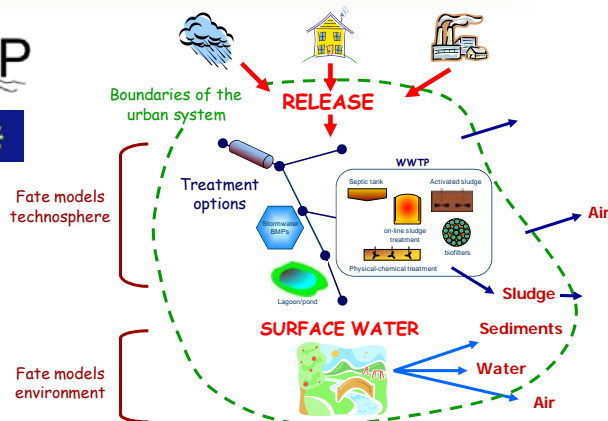 P
Boundaries of the
urban system
RELEASE
WWTP
Septic tank
Activated sludge
Fate models
technosphere
Treatment
options
Stormwater
BMPs
on-line sludge
treatment
biofilters
Air
Physical-chemical treatment
Lagoon/pond
Sludge
SURFACE WATER
Sediments
Fate models
environment
Water
Air